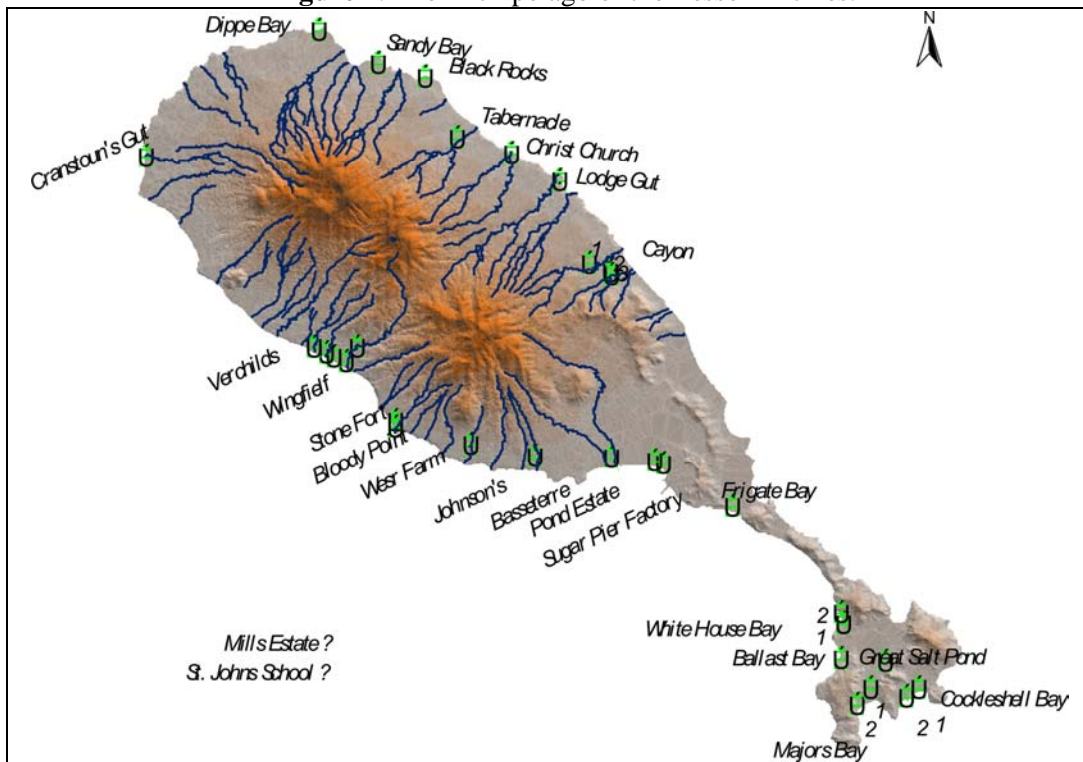 N
Dippe Bay
Sandy Bay
Black Rocks
Tabernacle
Cranstoun's Gut
Christ Church
Lodge Gut
1
2
3
Cayon
Verchilds
Wingfielf
Stone Fort
Bloody Point
Wesr Farm
Johnson's
Basseterre
Pond Estate
Sugar Pier Factory
Frigate Bay
White House Bay
2
1
Mills Estate ?
St. Johns School ?
Ballast Bay
Great Salt Pond
Cockleshell Bay
1
2
2 1
Majors Bay